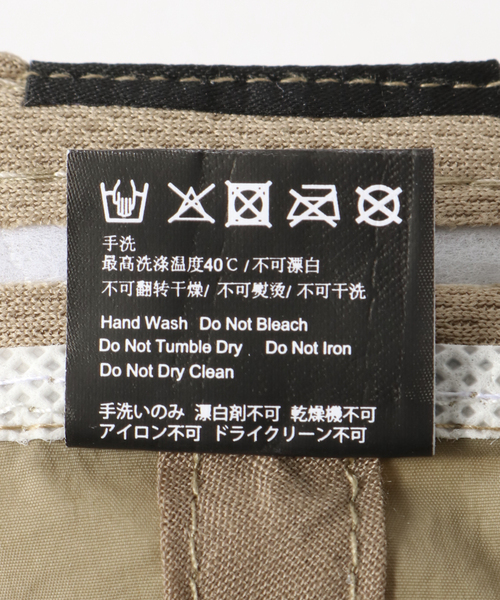 手洗
最高洗涤温度40℃/不可漂白
不可翻转干燥/ 不可熨烫/不可干洗
Hand Wash Do Not Bleach
Do Not Tumble Dry Do Not Iron
Do Not Dry Clean
手洗いのみ 漂白剤不可 乾燥機不可
アイロン不可 ドライクリーン不可